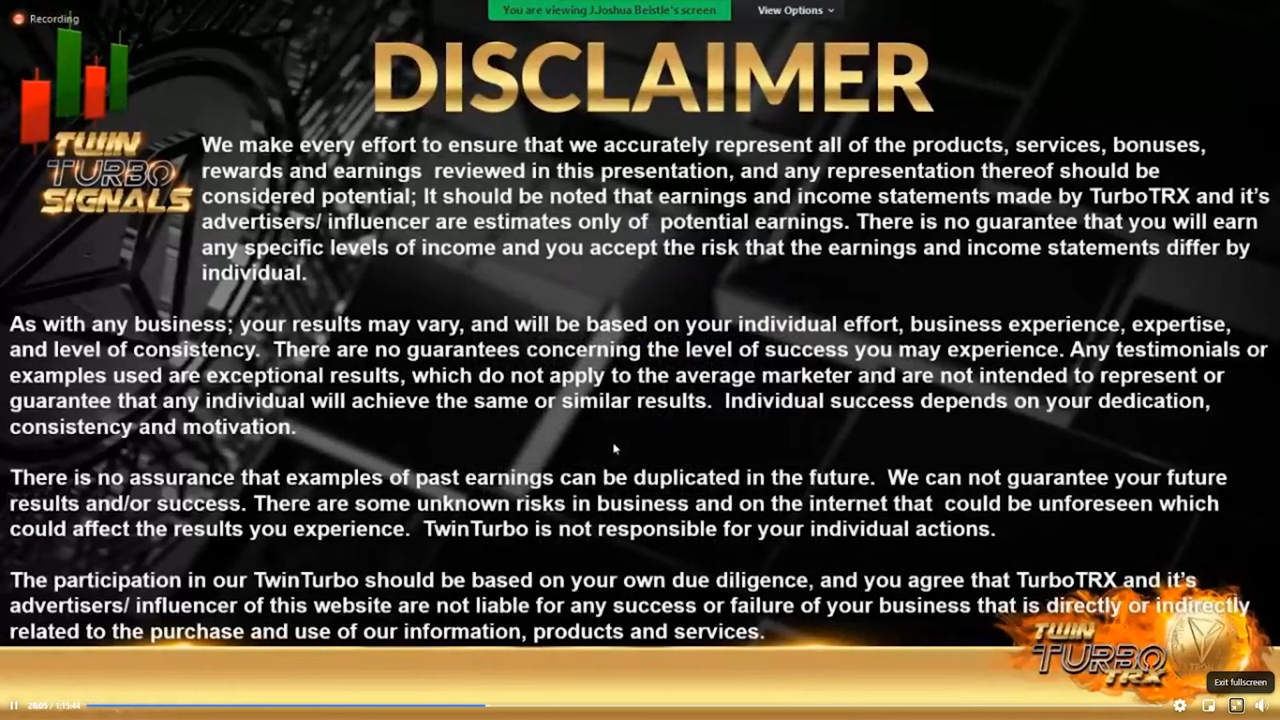 Recording
You are viewing J.Joshua Beistle's screen
View Options
DISCLAIMER
TWIN
TURBO
SIGNALS
We make every effort to ensure that we accurately represent all of the products, services, bonuses,
rewards and earnings reviewed in this presentation, and any representation thereof should be
considered potential; It should be noted that earnings and income statements made by TurboTRX and it's
advertisers/ influencer are estimates only of potential earnings. There is no guarantee that you will earn
any specific levels of income and you accept the risk that the earnings and income statements differ by
individual.
As with any business; your results may vary, and will be based on your individual effort, business experience, expertise,
and level of consistency. There are no guarantees concerning the level of success you may experience. Any testimonials or
examples used are exceptional results, which do not apply to the average marketer and are not intended to represent or
guarantee that any individual will achieve the same or similar results. Individual success depends on your dedication,
consistency and motivation.
There is no assurance that examples of past earnings can be duplicated in the future. We can not guarantee your future
results and/or success. There are some unknown risks in business and on the internet that could be unforeseen which
could affect the results you experience. TwinTurbo is not responsible for your individual actions.
The participation in our TwinTurbo should be based on your own due diligence, and you agree that TurboTRX and it's
advertisers/ influencer of this website are not liable for any success or failure of your business that is directly or indirectly
related to the purchase and use of our information, products and services.
TWIN
TURBO
TRX
TRON
Exit fullscreen
28:05 / 1:15:44